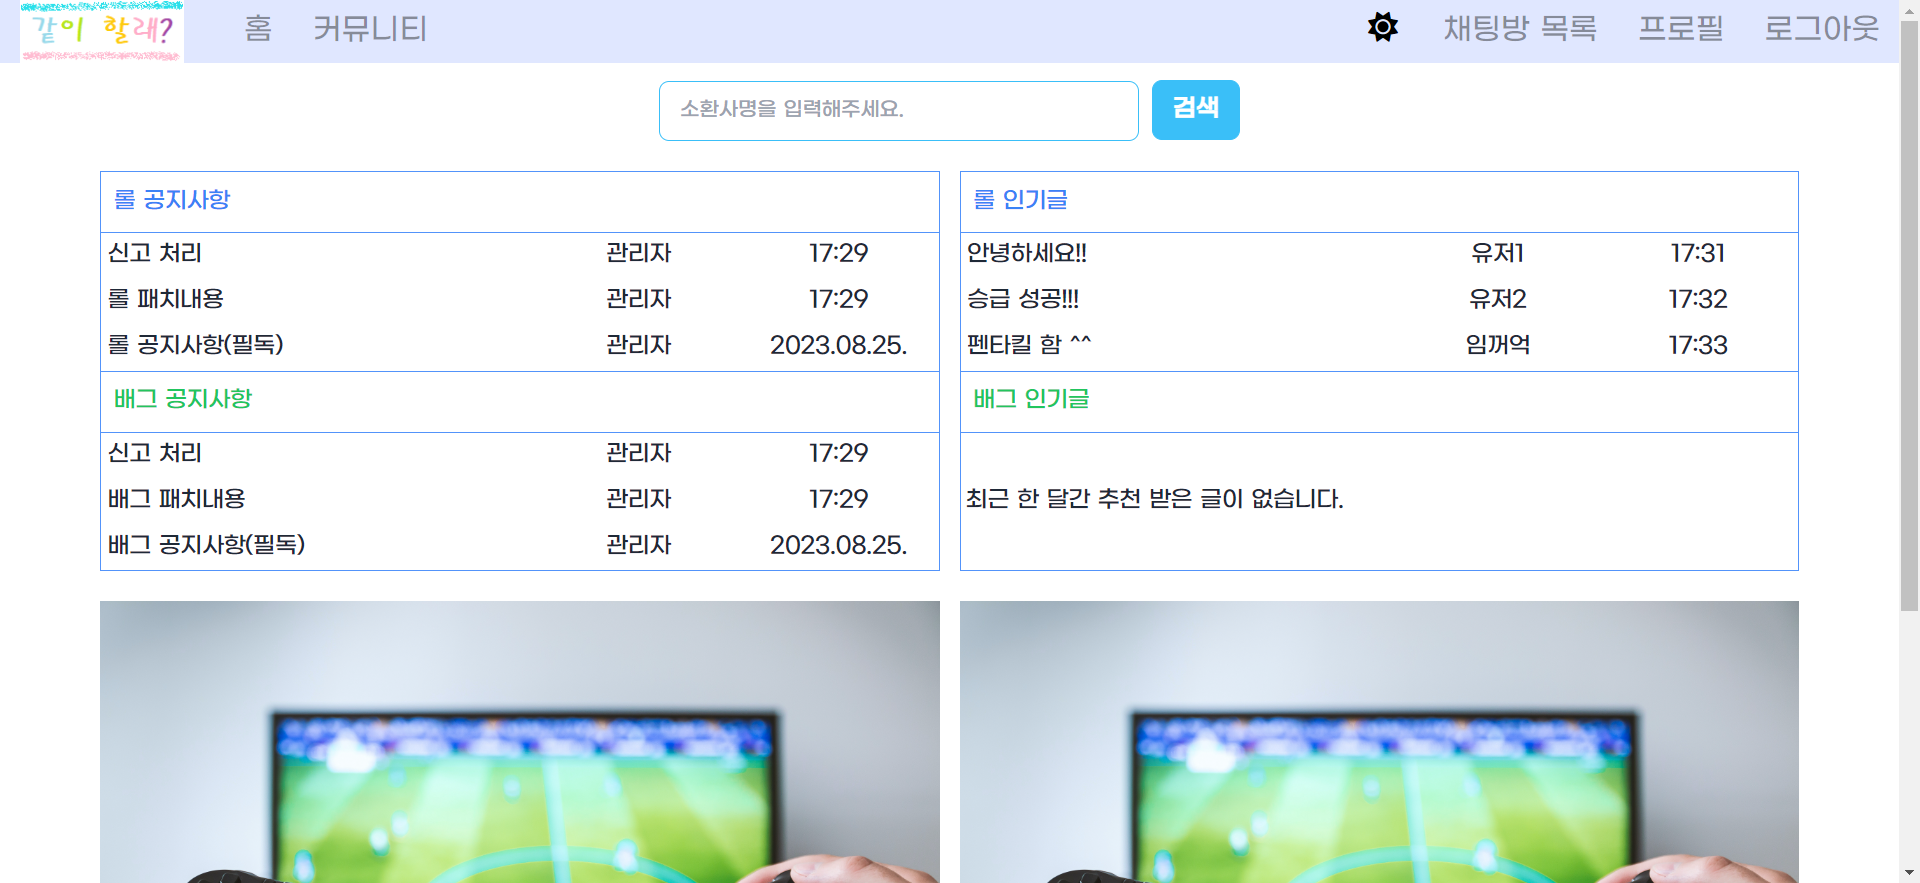 같이 할래?
홈 커뮤니티 채팅방 목록 프로필 로그아웃
소환사명을 입력해주세요. 검색
롤 공지사항
신고 처리 관리자 17:29
롤 패치내용 관리자 17:29
롤 공지사항(필독) 관리자 2023.08.25.
배그 공지사항
신고 처리 관리자 17:29
배그 패치내용 관리자 17:29
배그 공지사항(필독) 관리자 2023.08.25.
롤 인기글
안녕하세요!! 유저1 17:31
승급 성공!!! 유저2 17:32
펜타킬 함 ^^ 임꺼억 17:33
배그 인기글
최근 한 달간 추천 받은 글이 없습니다.